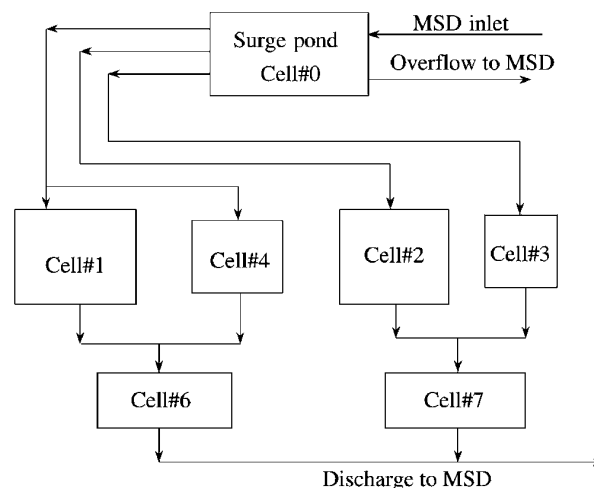 MSD inlet
Surge pond
Cell#0
Overflow to MSD
Cell#1
Cell#4
Cell#2
Cell#3
Cell#6
Cell#7
Discharge to MSD